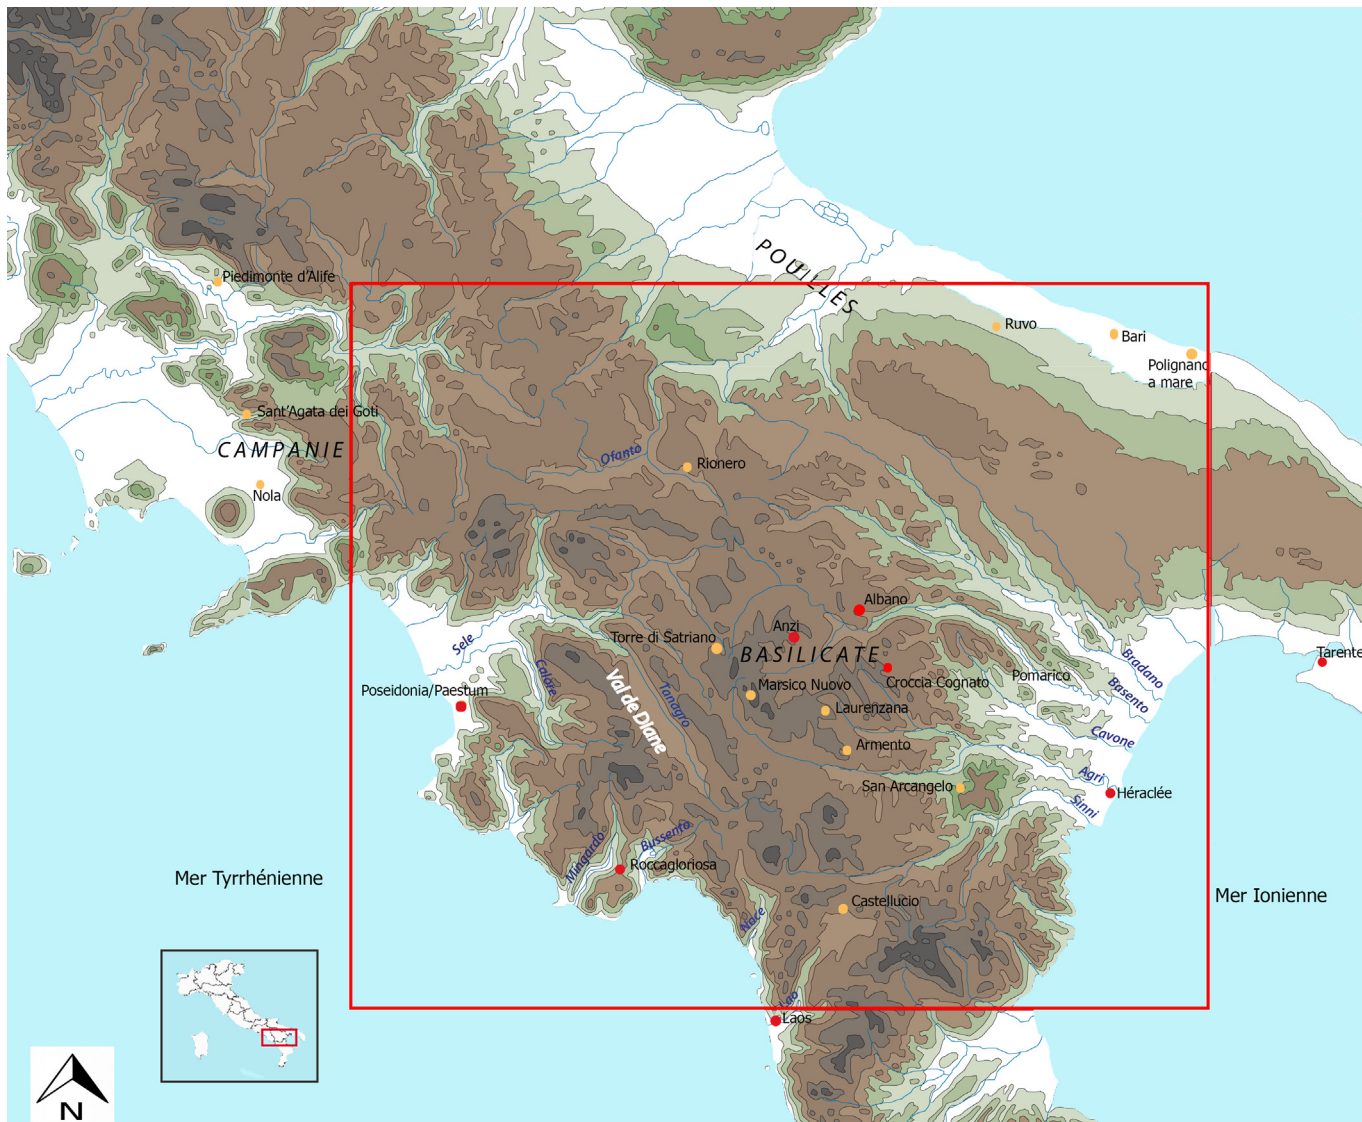 POUILLES
Piedimonte d'Alife
Ruvo
Bari
Polignano
a mare
Sant'Agata dei Goti
CAMPANIE
Ofanto
Rionero
Nola
Albano
Anzi
Torre di Satriano
BASILICATE
Sele
Calore
Tanagro
Val de Diane
Croccia Cognato
Pomarico
Bradano
Basento
Tarente
Poseidonia/Paestum
Marsico Nuovo
Laurenzana
Cavone
Armento
Agri
San Arcangelo
Sinni
Héraclée
Mingardo
Bussento
Roccagloriosa
Mer Tyrrhénienne
Castellucio
Noce
Mer Ionienne
Lao
Laos
N